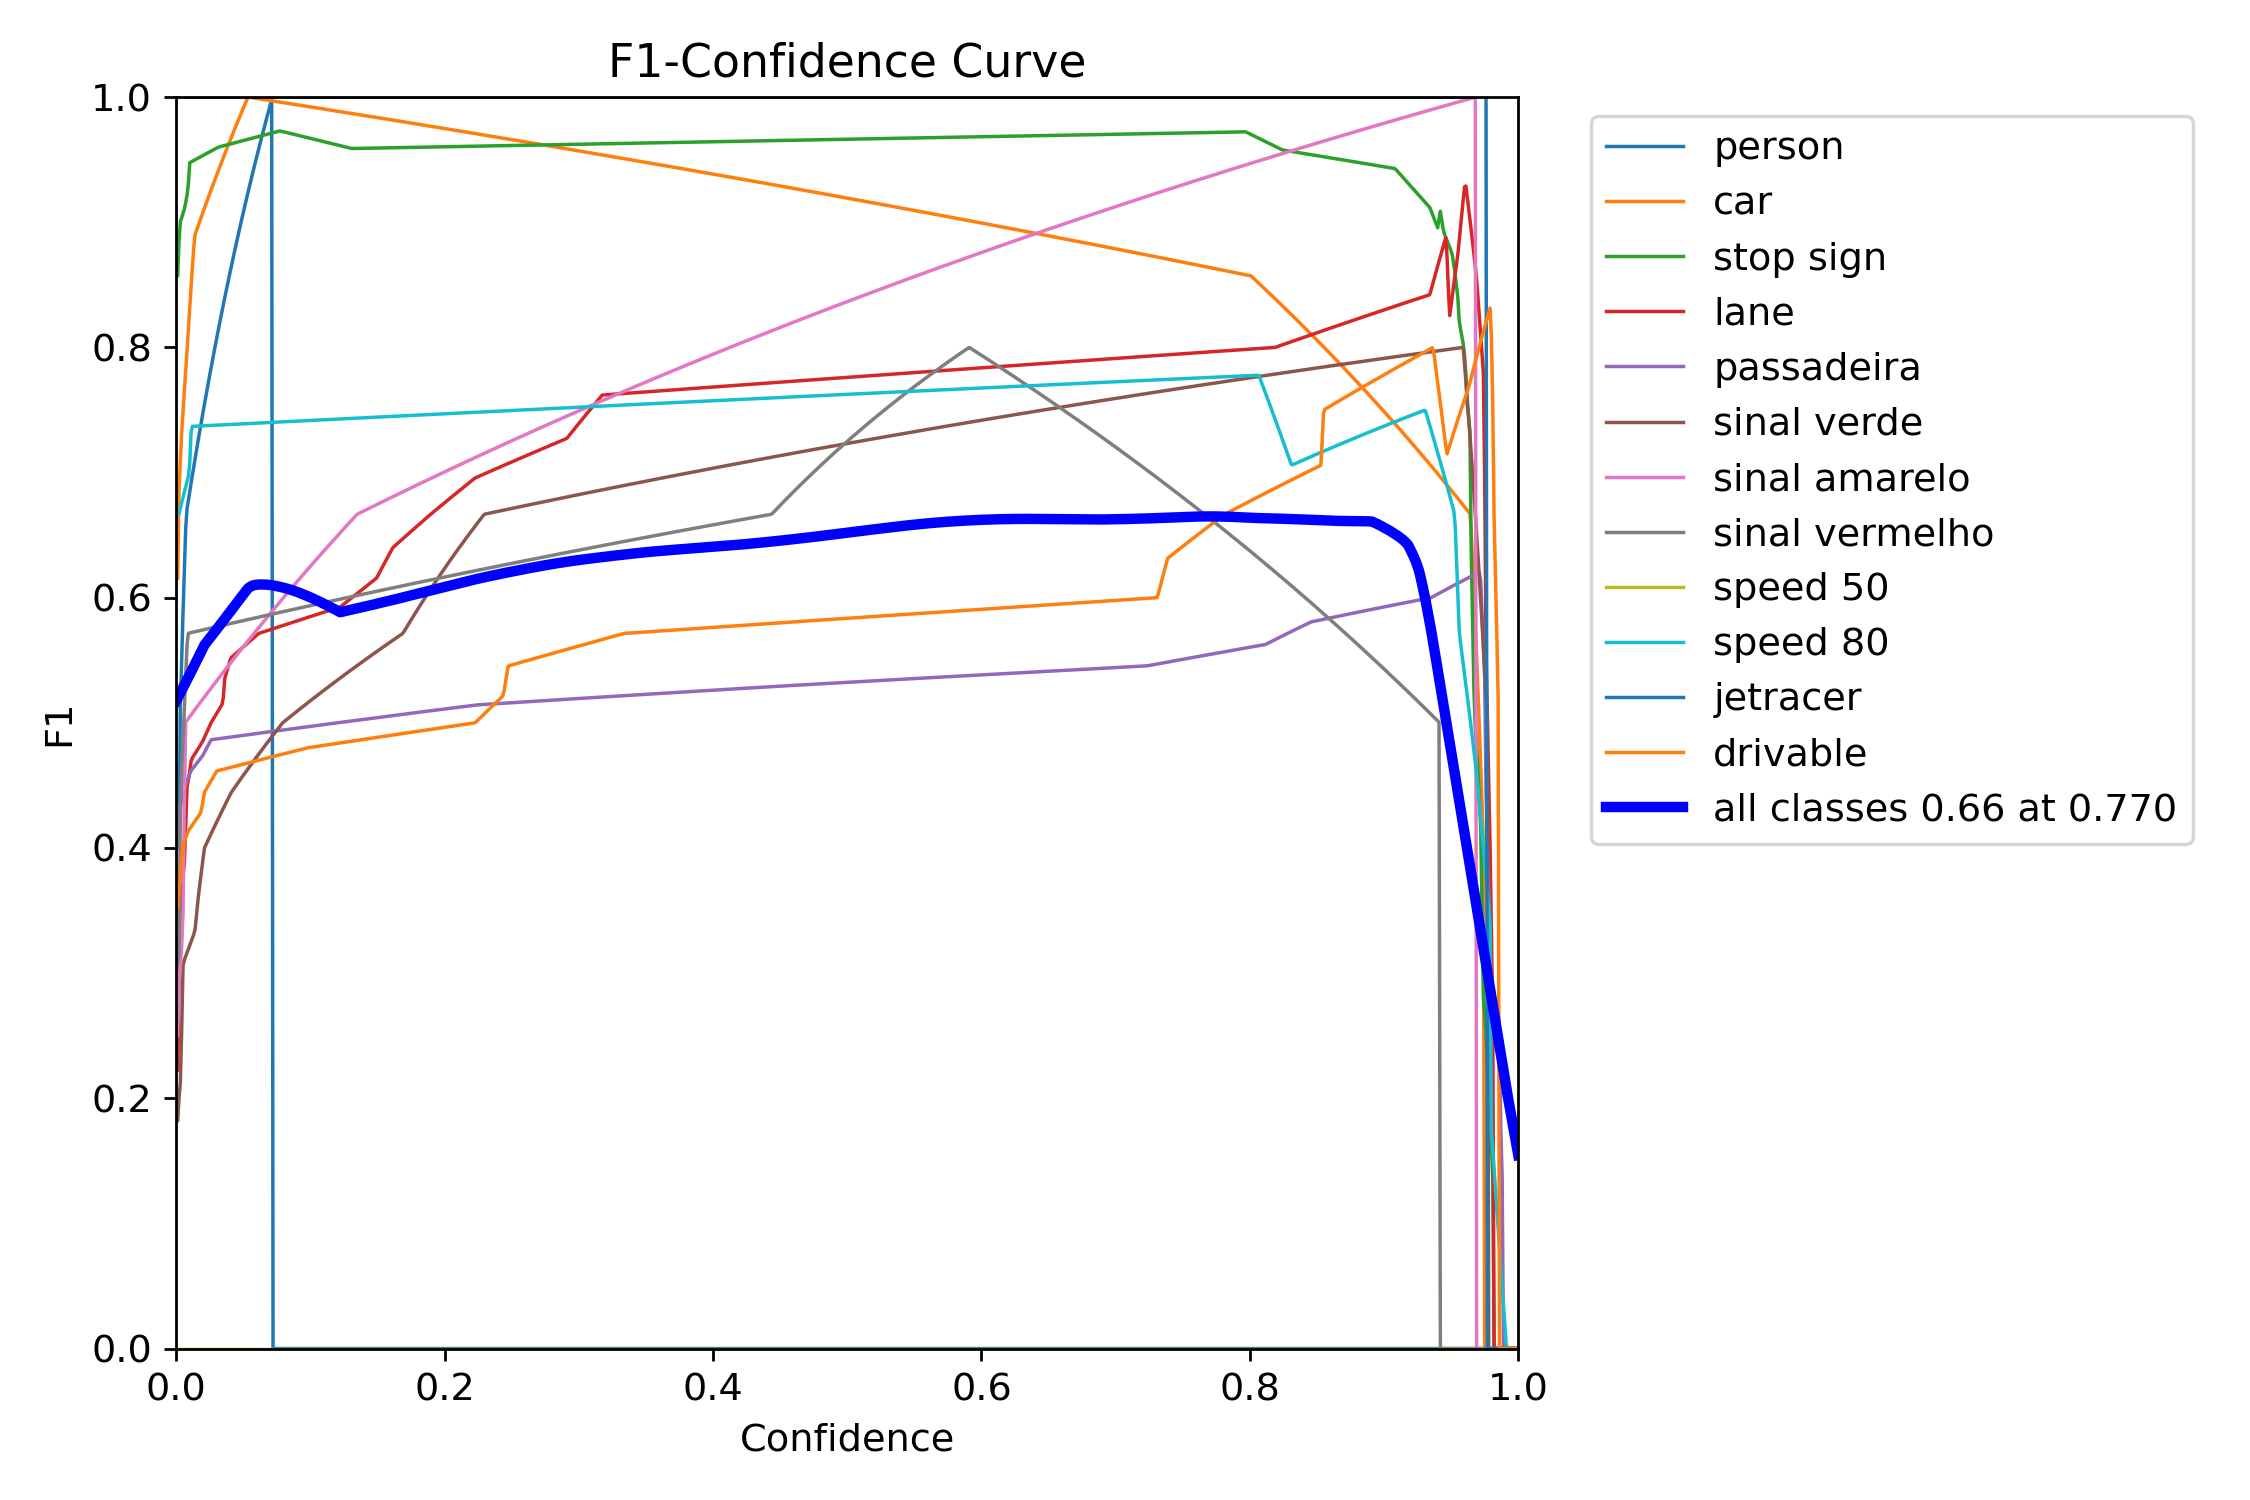 F1-Confidence Curve
1.0
0.8
0.6
0.4
0.2
0.0
F1
0.0 0.2 0.4 0.6 0.8 1.0
Confidence
person
car
stop sign
lane
passadeira
sinal verde
sinal amarelo
sinal vermelho
speed 50
speed 80
jetracer
drivable
all classes 0.66 at 0.770